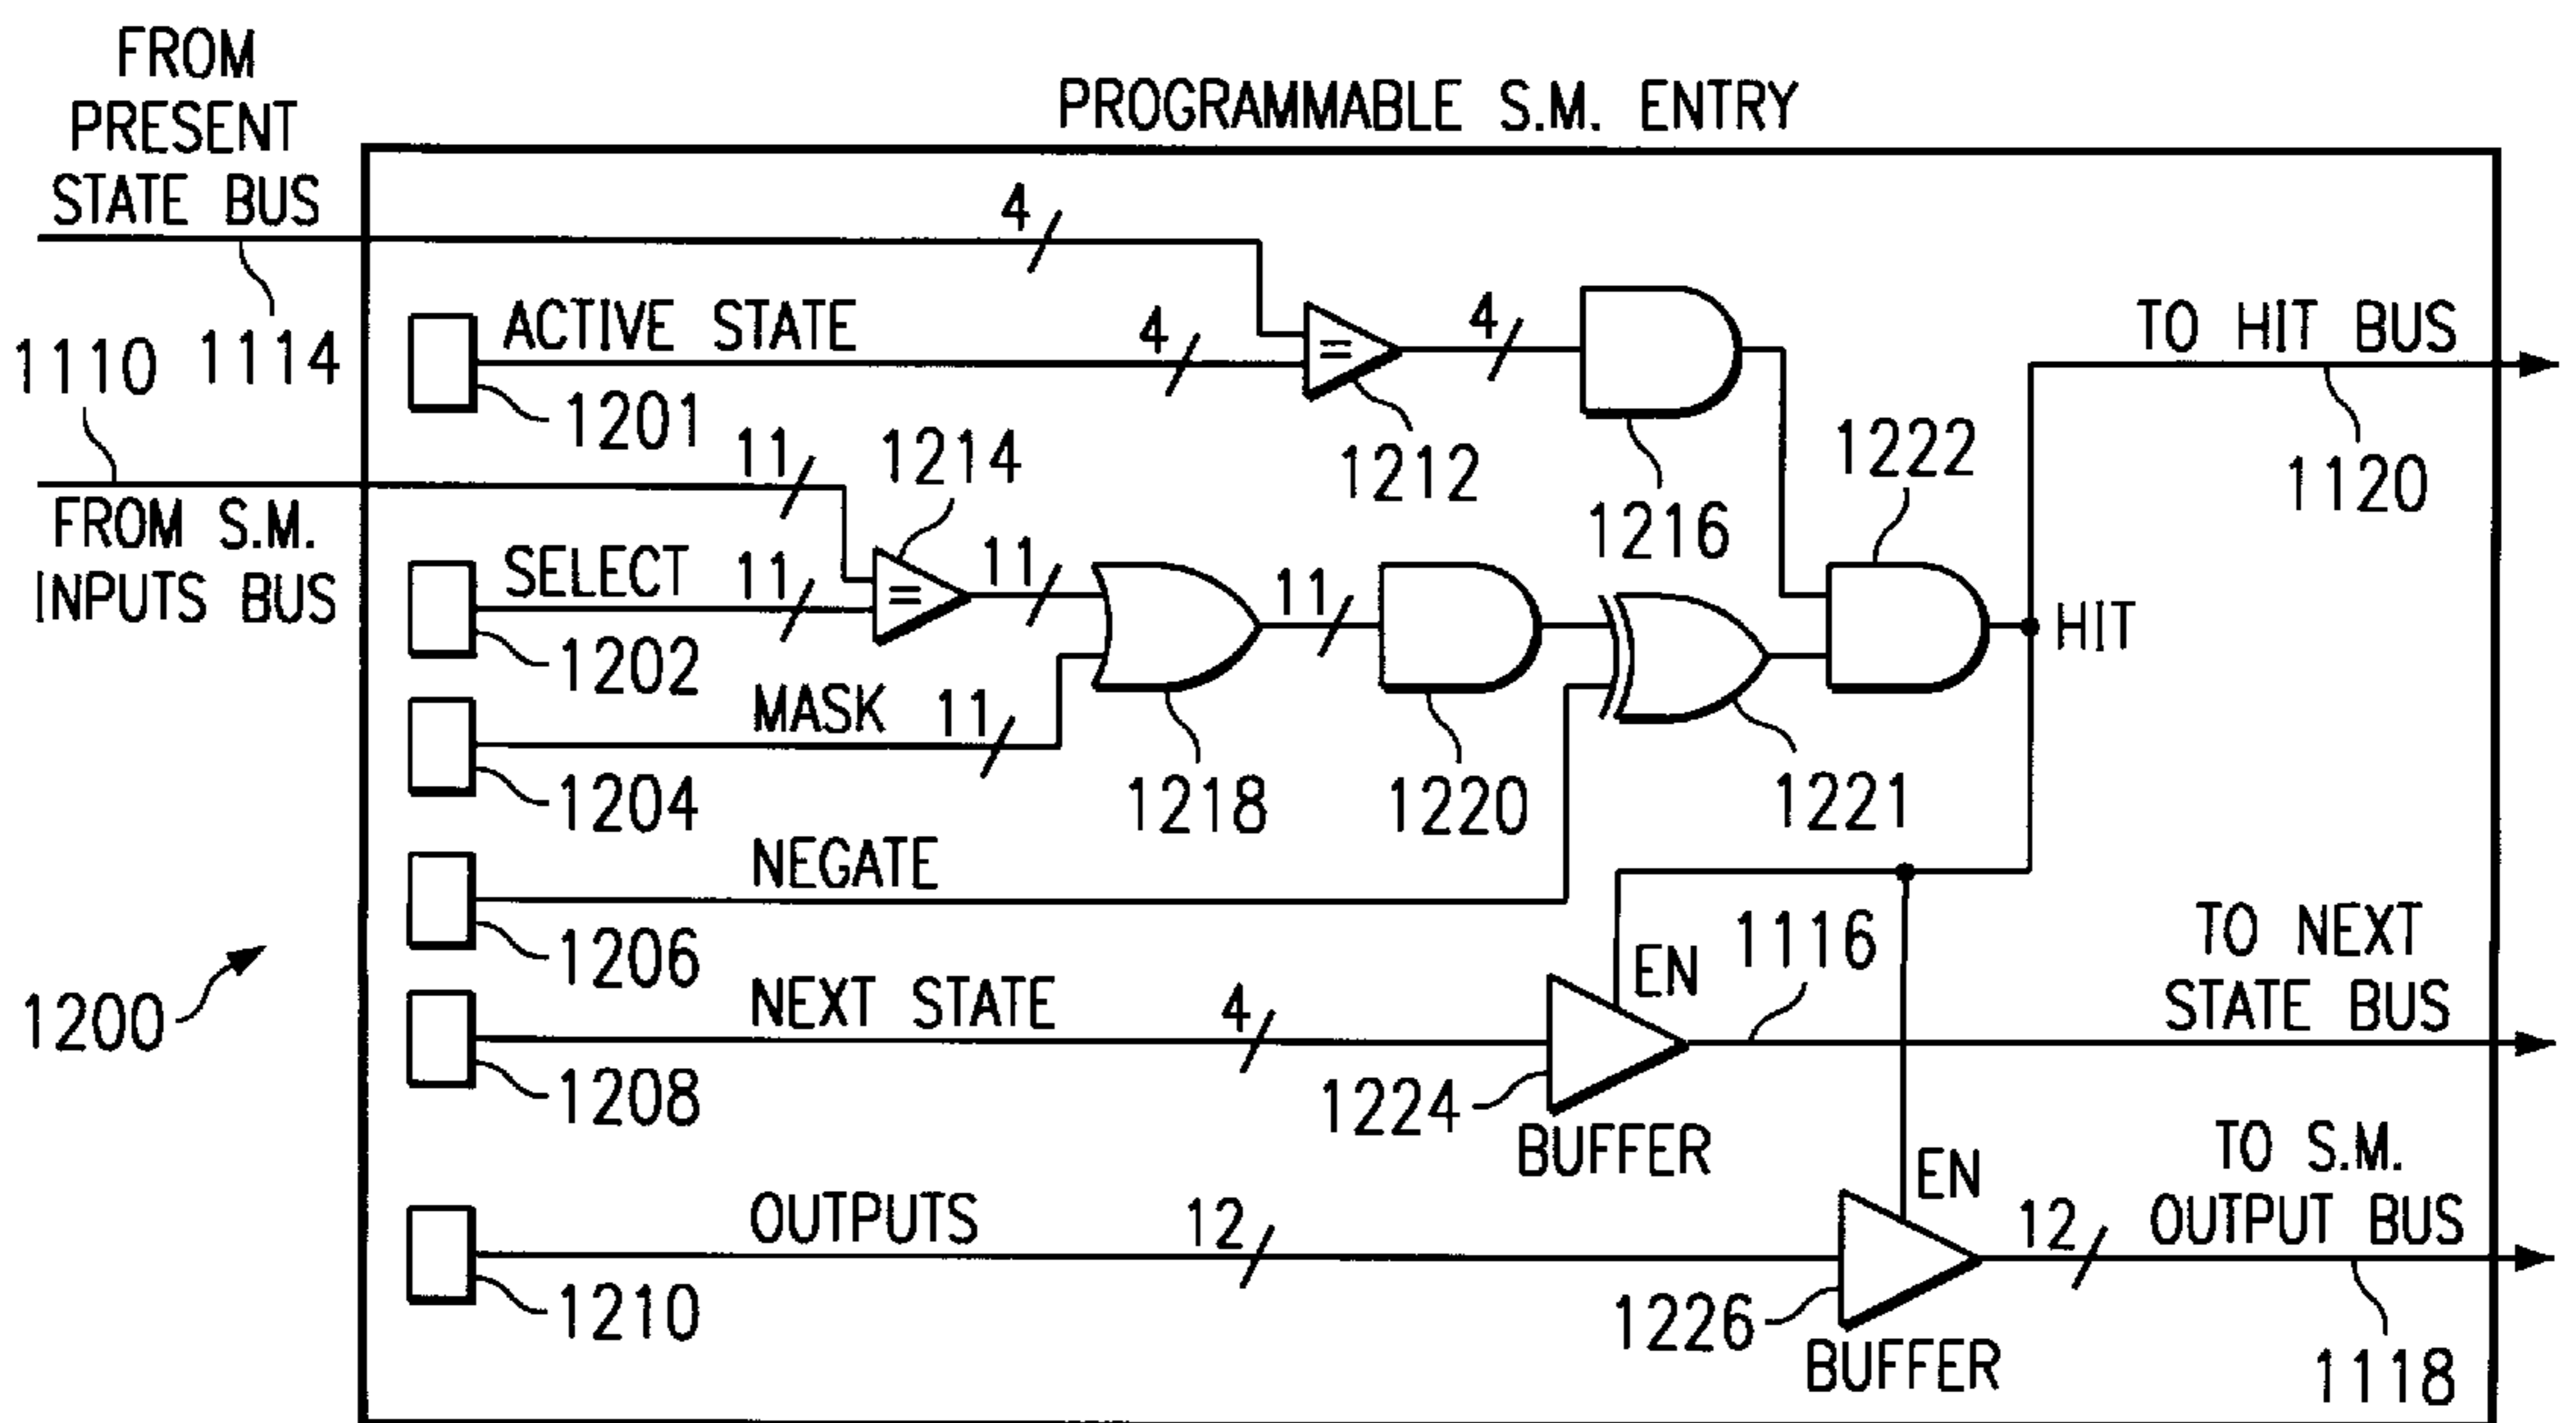 FROM
PRESENT
STATE BUS
PROGRAMMABLE S.M. ENTRY
4
ACTIVE STATE
4
=
4
TO HIT BUS
1110
1114
1201
1212
1216
1222
1120
FROM S.M.
INPUTS BUS
11
1214
SELECT
11
=
11
11
HIT
1202
MASK
11
1204
1218
1220
1221
NEGATE
1206
1200
NEXT STATE
4
EN
1116
TO NEXT
STATE BUS
1208
1224
BUFFER
OUTPUTS
12
EN
12
TO S.M.
OUTPUT BUS
1210
1226
BUFFER
1118